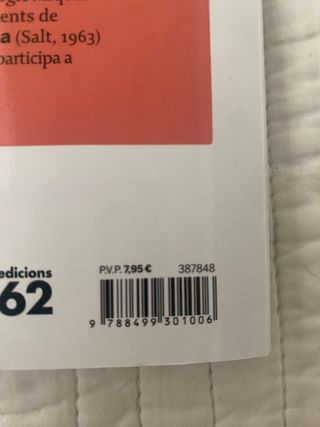 ents de
a (Salt, 1963)
participa a
edicions
62
P.V.P. 7,95 € 387848
9 788499 301006